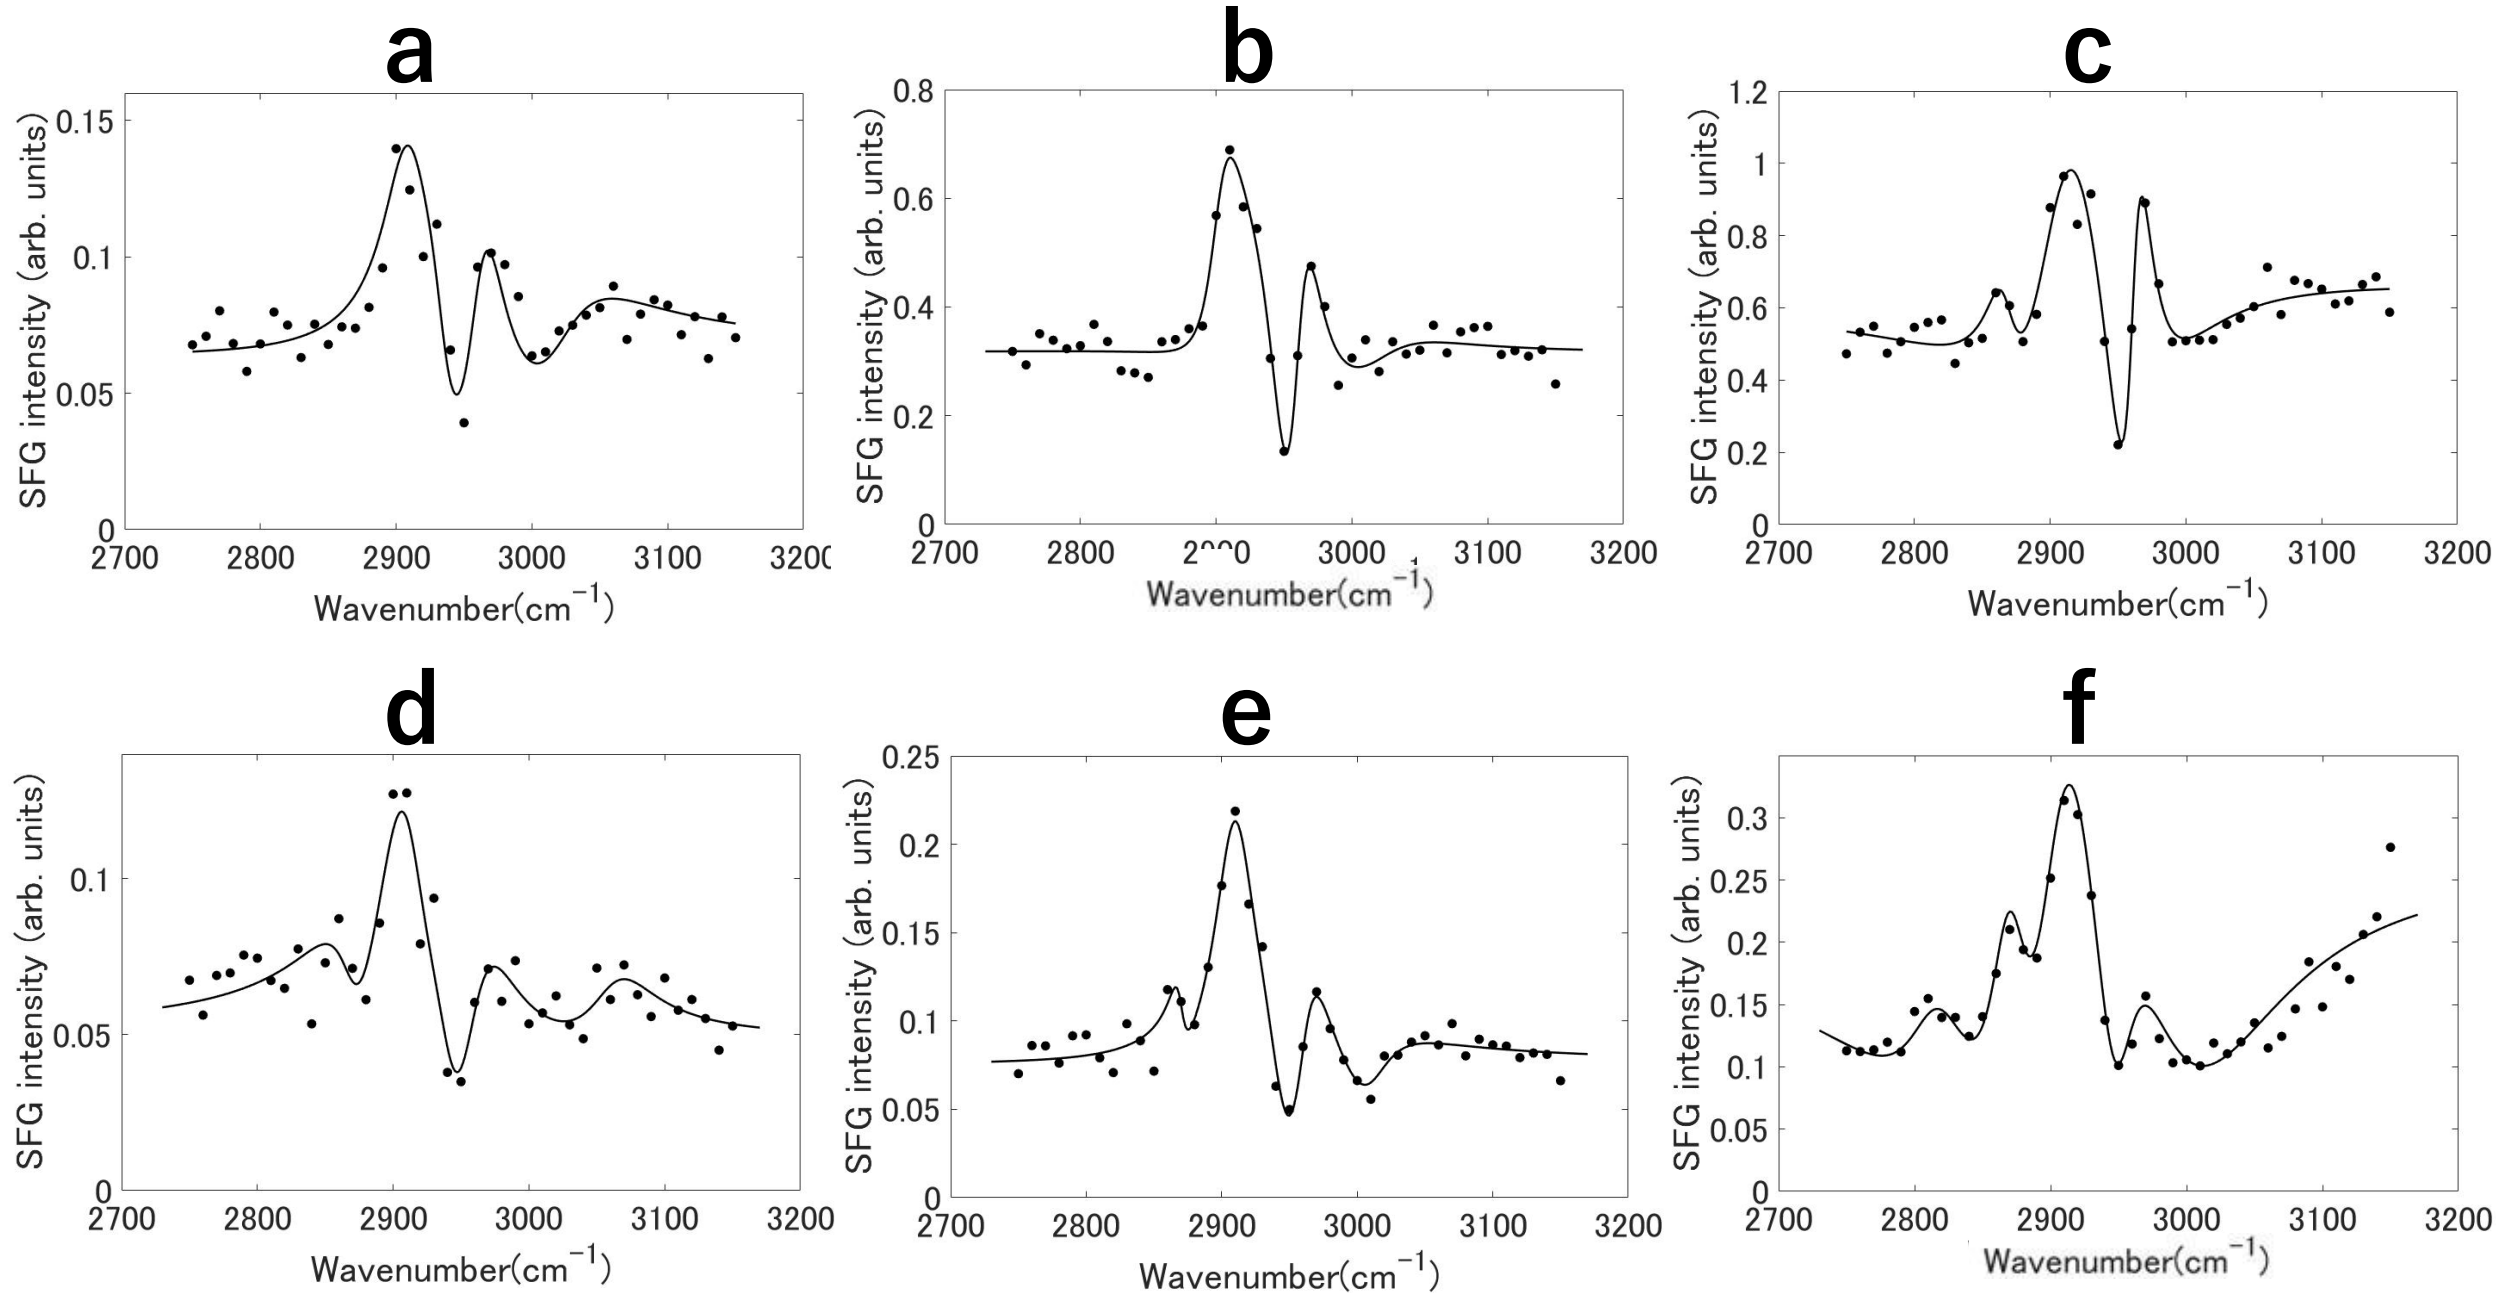 a
b
c
SFG intensity (arb. units)
0.15
0.1
0.05
0
2700 2800 2900 3000 3100 320
Wavenumber(cm⁻¹)
SFG intensity (arb. units)
0.8
0.6
0.4
0.2
0
2700 2800 2900 3000 3100 3200
Wavenumber(cm⁻¹)
SFG intensity (arb. units)
1.2
1
0.8
0.6
0.4
0.2
0
2700 2800 2900 3000 3100 3200
Wavenumber(cm⁻¹)
d
e
f
SFG intensity (arb. units)
0.1
0.05
0
2700 2800 2900 3000 3100 3200
Wavenumber(cm⁻¹)
SFG intensity (arb. units)
0.25
0.2
0.15
0.1
0.05
0
2700 2800 2900 3000 3100 3200
Wavenumber(cm⁻¹)
SFG intensity (arb. units)
0.3
0.25
0.2
0.15
0.1
0.05
0
2700 2800 2900 3000 3100 3200
Wavenumber(cm⁻¹)